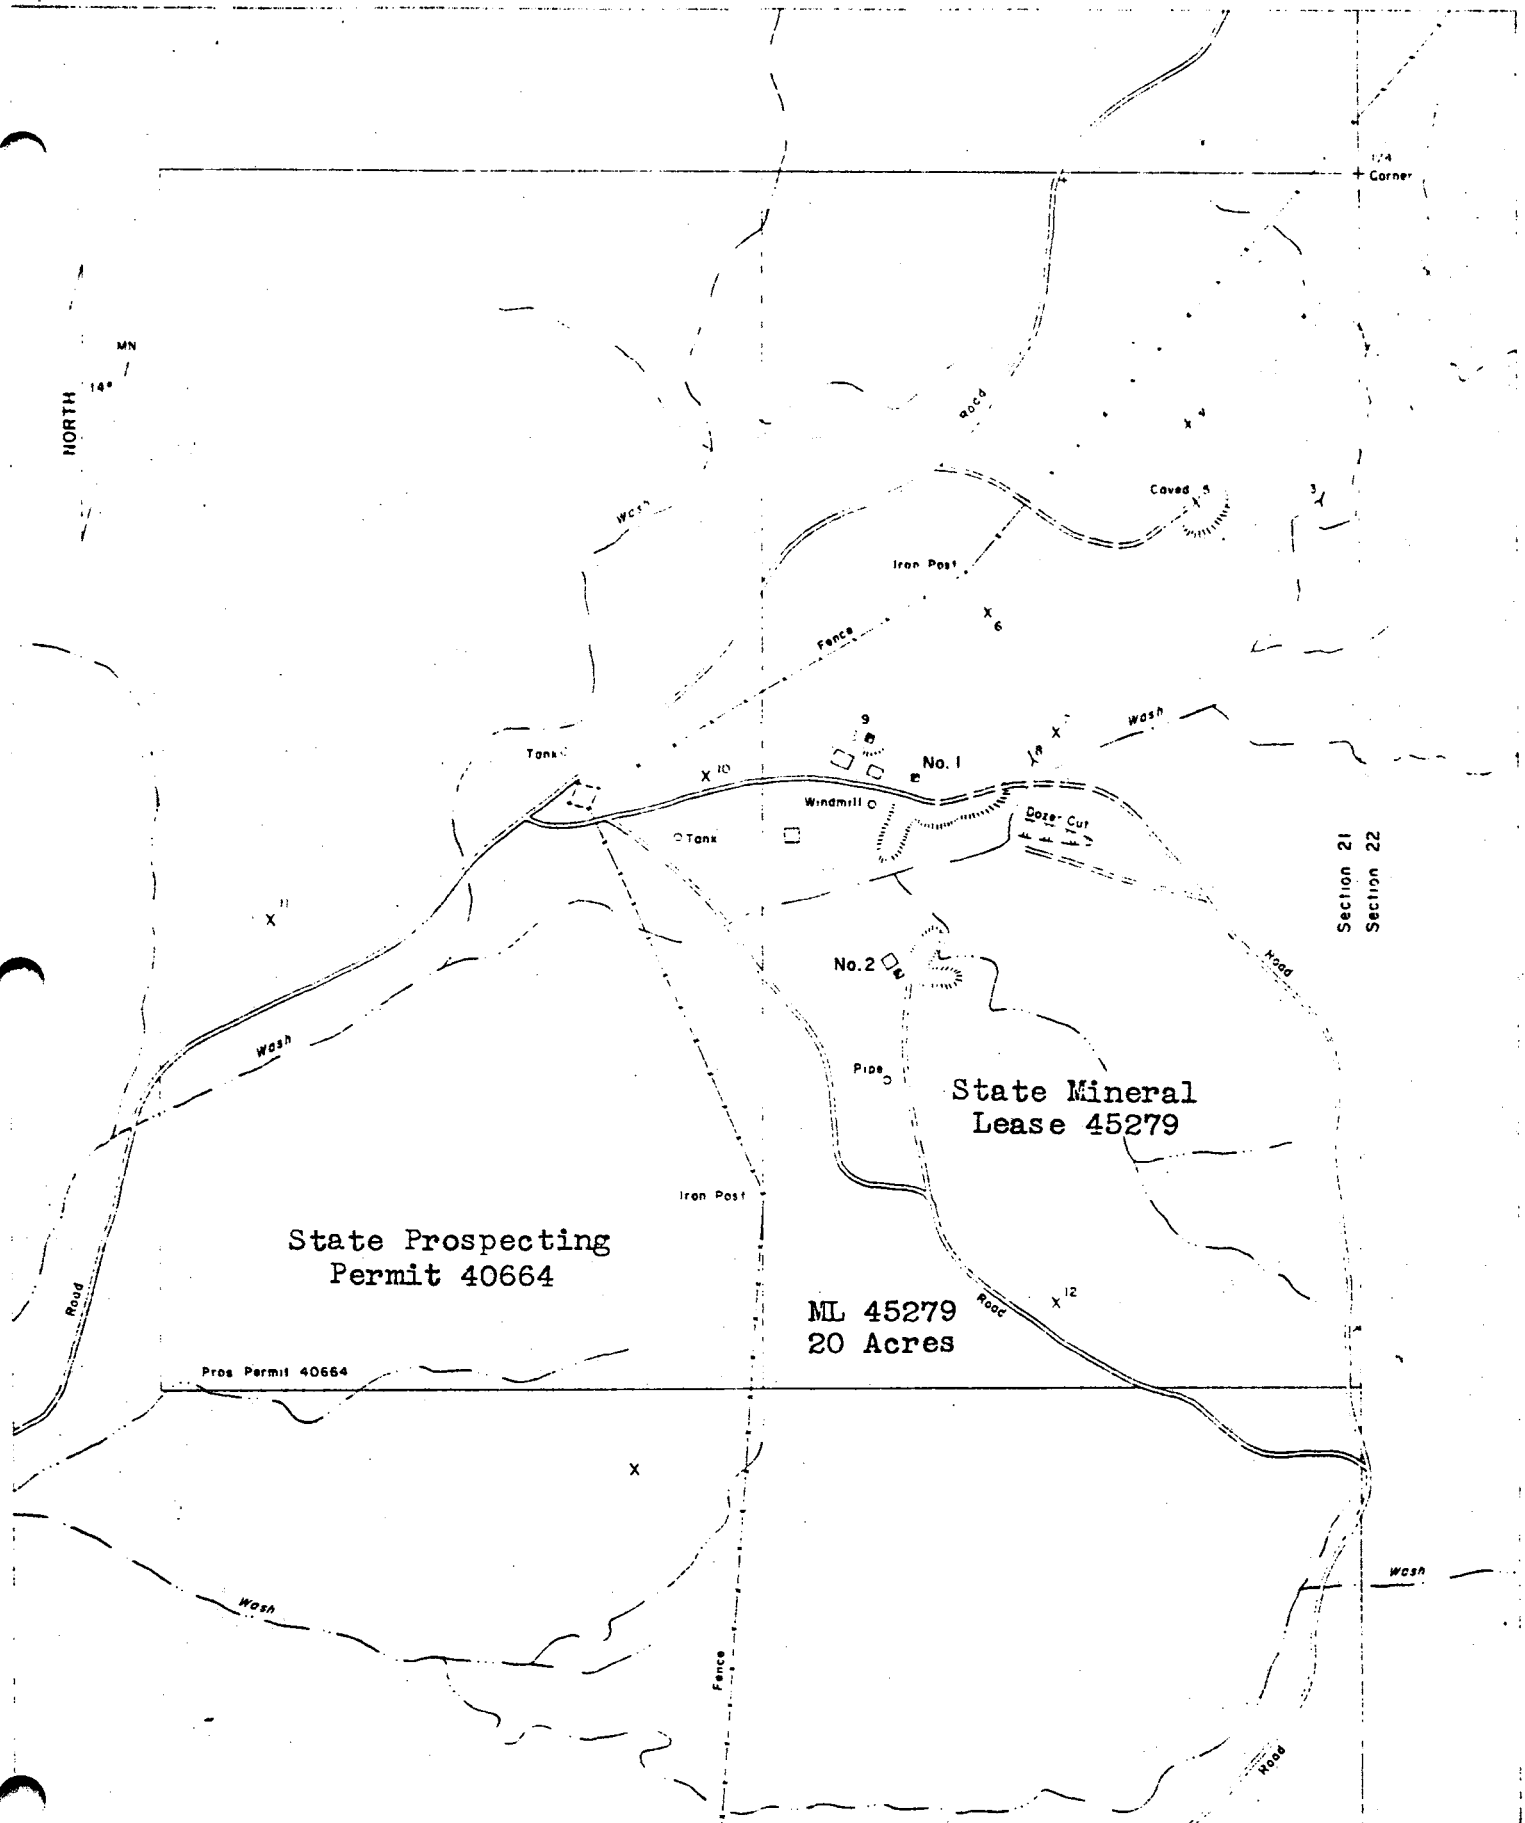 1/4
Corner
MN
14°
NORTH
Road
4
Caved 5
3
Wash
Iron Post
6
Fence
Wash
9
7
8
Tank
10
No. 1
Windmill
Dozer Cut
Tank
Section 21
Section 22
11
No. 2
Road
Wash
Pipe
State Mineral
Lease 45279
Iron Post
State Prospecting
Permit 40664
Road
12
Road
ML 45279
20 Acres
Pros Permit 40664
X
Wash
Wash
Fence
Road